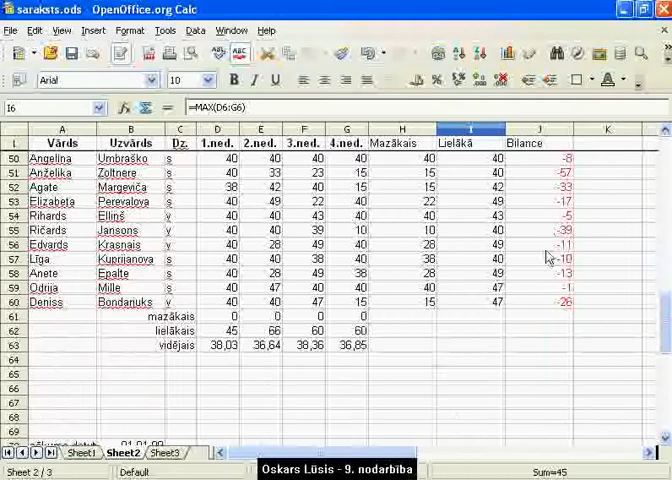 saraksts.ods - OpenOffice.org Calc
File Edit View Insert Format Tools Data Window Help
Arial 10
I6 =MAX(D6:G6)
A B C D E F G H I J K
1 Vārds Uzvārds Dz. 1.ned. 2.ned. 3.ned. 4.ned. Mazākais Lielākā Bilance
50 Angelina Umbraško s 40 40 40 40 40 40 -8
51 Anželika Zoltnere s 40 33 23 15 15 40 -57
52 Agate Margeviča s 38 42 40 15 15 42 -33
53 Elizabeta Perevalova s 40 49 22 40 22 49 -17
54 Rihards Elliņš v 40 40 43 40 40 43 -5
55 Ričards Jansons v 40 40 39 10 10 40 -39
56 Edvards Krasnais v 40 28 49 40 28 49 -11
57 Līga Kuprijanova s 40 40 38 40 38 40 -10
58 Anete Epalte s 40 28 49 38 28 49 -13
59 Odrija Mille s 40 47 40 40 40 47 -1
60 Deniss Bondaņuks v 40 40 47 15 15 47 -26
61 mazākais 0 0 0 0
62 lielākais 45 66 60 60
63 vidējais 38,03 36,64 38,36 36,85
64
65
66
67
68
69
01.01.09
Sheet1 Sheet2 Sheet3
Sheet 2 / 3 Default Oskars Lūsis - 9. nodarbība Sum=45